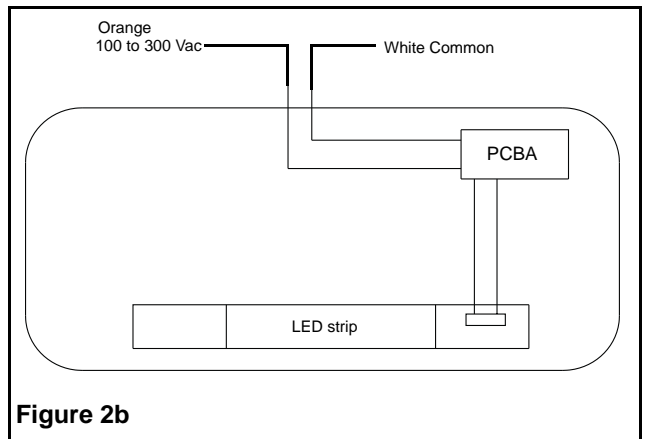 Orange
100 to 300 Vac
White Common
PCBA
LED strip
Figure 2b